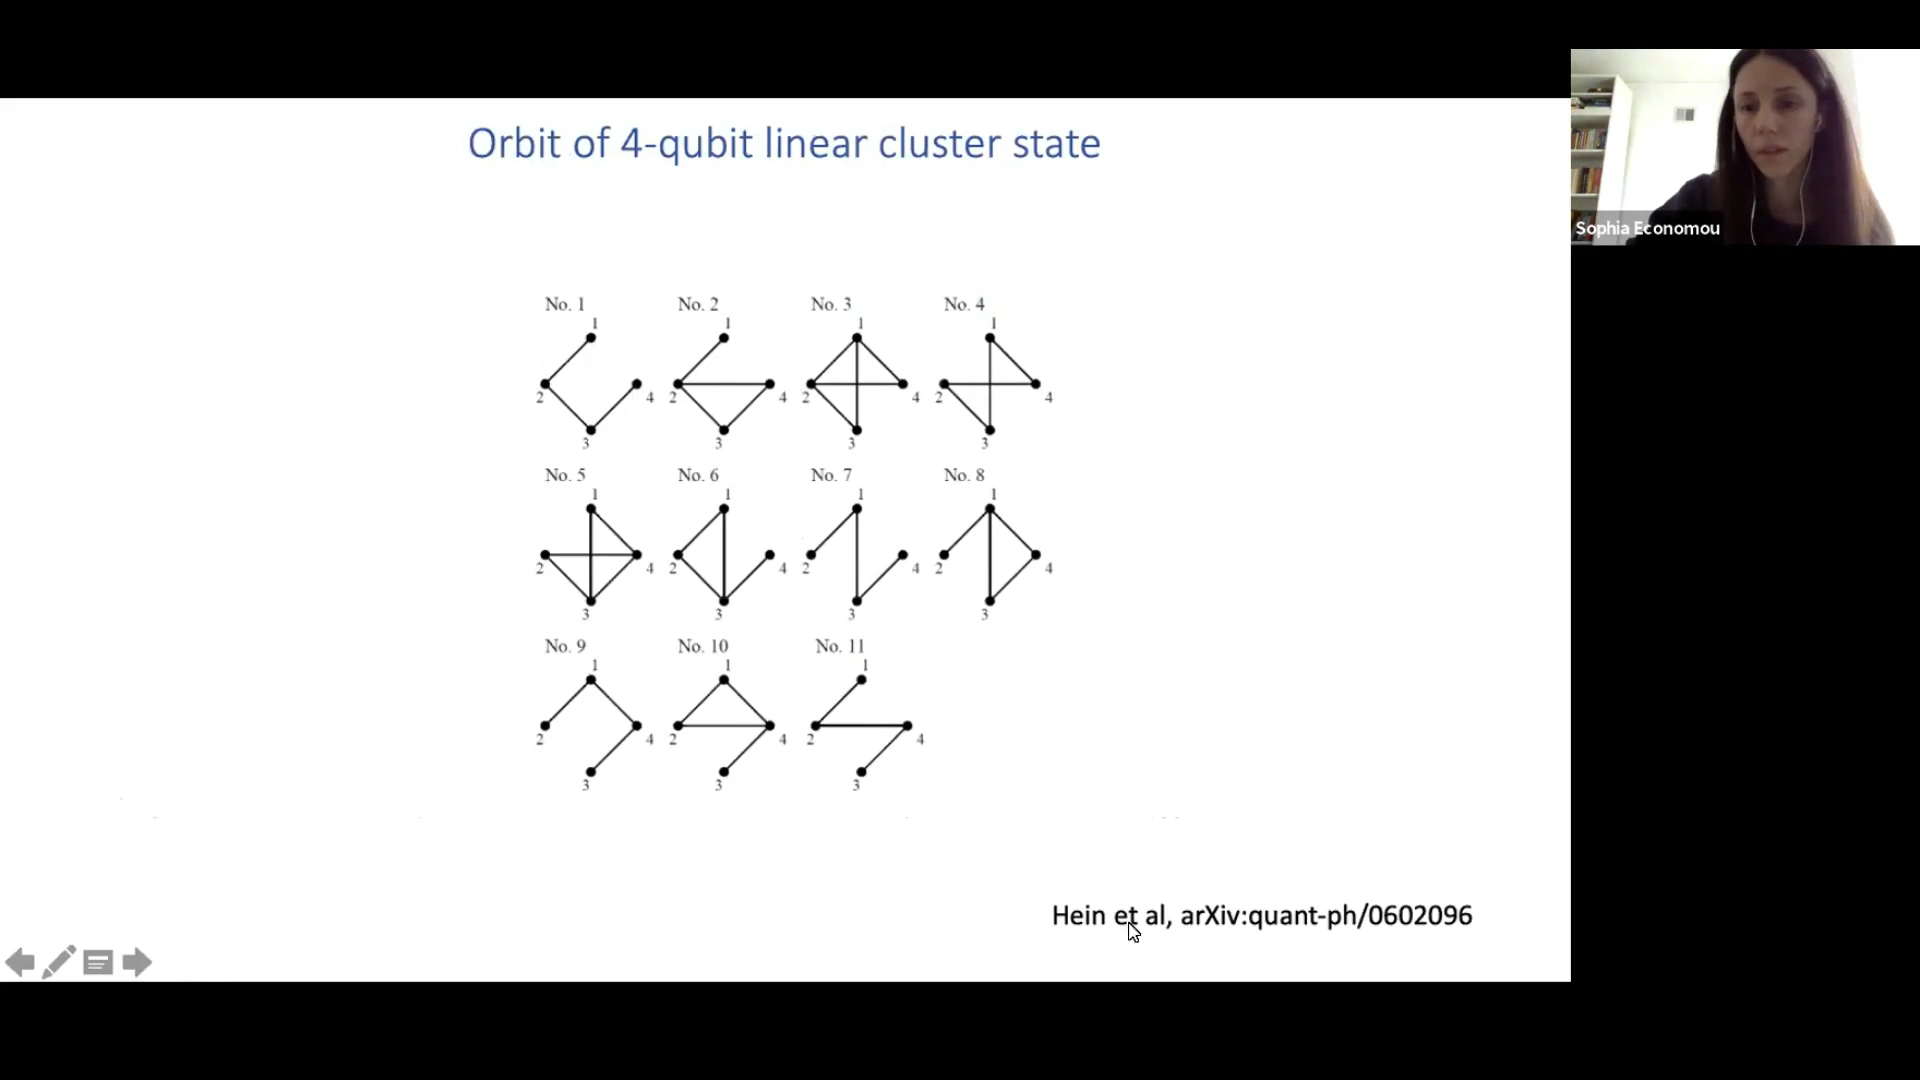 Orbit of 4-qubit linear cluster state
Sophia Economou
No. 1 No. 2 No. 3 No. 4
1 1 1 1
2 4 2 4 2 4 2 4
3 3 3 3
No. 5 No. 6 No. 7 No. 8
1 1 1 1
2 4 2 4 2 4 2 4
3 3 3 3
No. 9 No. 10 No. 11
1 1 1
2 4 2 4 2 4
3 3 3
Hein et al, arXiv:quant-ph/0602096